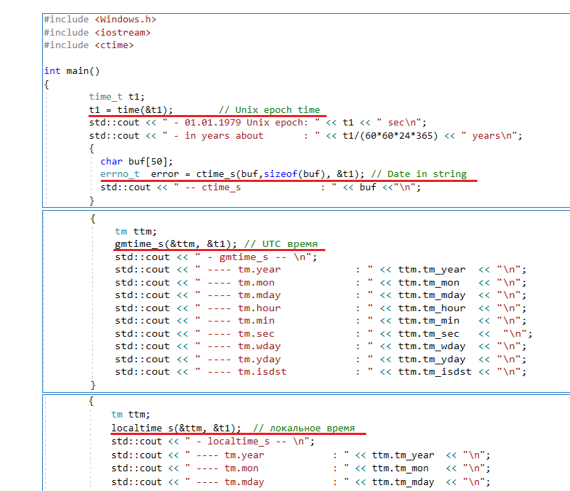 #include <Windows.h>
#include <iostream>
#include <ctime>
int main()
{
time_t t1;
t1 = time(&t1); // Unix epoch time
std::cout << " - 01.01.1979 Unix epoch: " << t1 << " sec\n";
std::cout << " - in years about : " << t1/(60*60*24*365) << " years\n";
{
char buf[50];
errno_t error = ctime_s(buf,sizeof(buf), &t1); // Date in string
std::cout << " -- ctime_s : " << buf <<"\n";
}
{
tm ttm;
gmtime_s(&ttm, &t1); // UTC время
std::cout << " - gmtime_s -- \n";
std::cout << " ---- tm.year : " << ttm.tm_year << "\n";
std::cout << " ---- tm.mon : " << ttm.tm_mon << "\n";
std::cout << " ---- tm.mday : " << ttm.tm_mday << "\n";
std::cout << " ---- tm.hour : " << ttm.tm_hour << "\n";
std::cout << " ---- tm.min : " << ttm.tm_min << "\n";
std::cout << " ---- tm.sec : " << ttm.tm_sec << "\n";
std::cout << " ---- tm.wday : " << ttm.tm_wday << "\n";
std::cout << " ---- tm.yday : " << ttm.tm_yday << "\n";
std::cout << " ---- tm.isdst : " << ttm.tm_isdst << "\n";
}
{
tm ttm;
localtime_s(&ttm, &t1); // локальное время
std::cout << " - localtime_s -- \n";
std::cout << " ---- tm.year : " << ttm.tm_year << "\n";
std::cout << " ---- tm.mon : " << ttm.tm_mon << "\n";
std::cout << " ---- tm.mday : " << ttm.tm_mday << "\n";